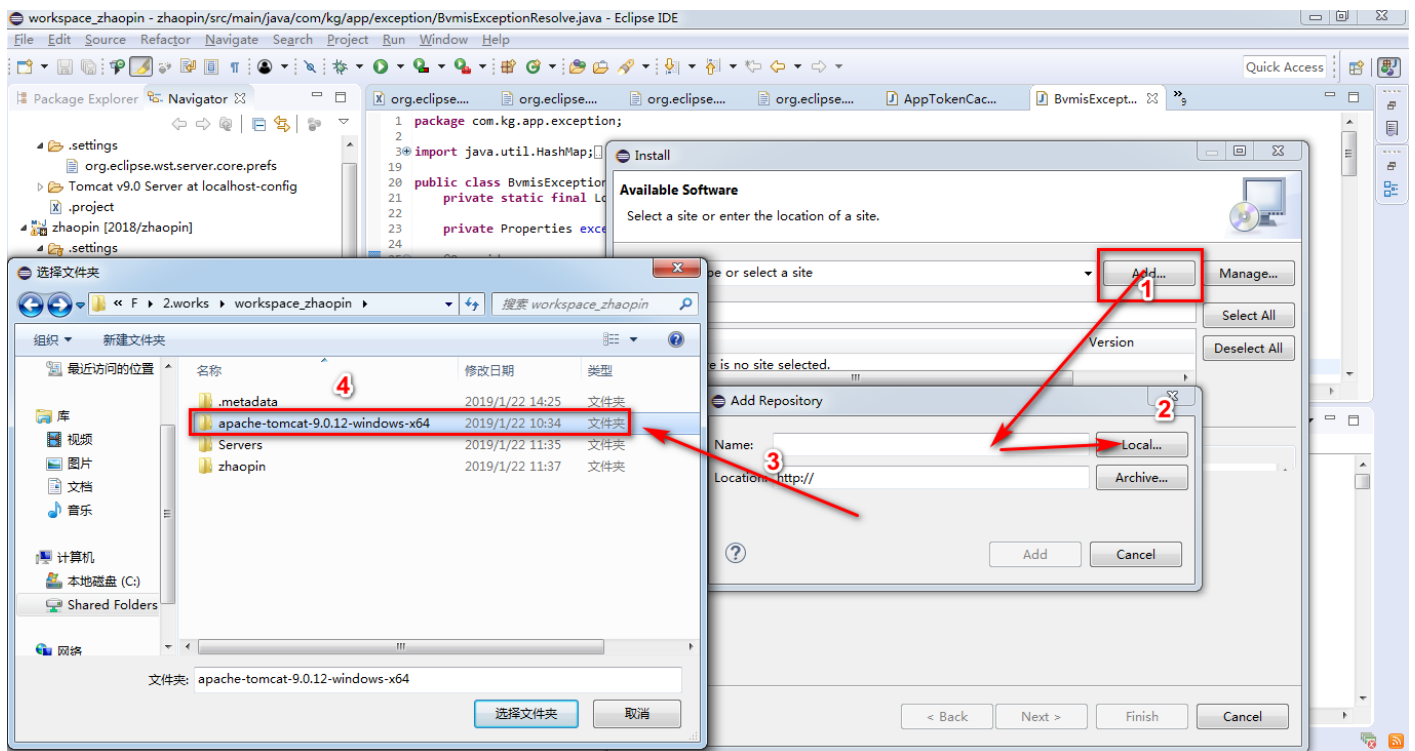 workspace_zhaopin - zhaopin/src/main/java/com/kg/app/exception/BvmisExceptionResolve.java - Eclipse IDE
File Edit Source Refactor Navigate Search Project Run Window Help
Quick Access
Package Explorer Navigator
org.eclipse.... org.eclipse.... org.eclipse.... org.eclipse.... AppTokenCac... BvmisExcept... »9
.settings
org.eclipse.wst.server.core.prefs
Tomcat v9.0 Server at localhost-config
.project
zhaopin [2018/zhaopin]
.settings
1 package com.kg.app.exception;
2
3 import java.util.HashMap;
19
20 public class BvmisException
21 private static final Lo
22
23 private Properties exce
24
Install
Available Software
Select a site or enter the location of a site.
pe or select a site
Add...
1
Manage...
Select All
Deselect All
Version
e is no site selected.
Add Repository
2
Name:
Local...
3
Location: http://
Archive...
Add
Cancel
< Back
Next >
Finish
Cancel
选择文件夹
« F ▸ 2.works ▸ workspace_zhaopin ▸
搜索 workspace_zhaopin
组织 新建文件夹
最近访问的位置
库
视频
图片
文档
音乐
计算机
本地磁盘 (C:)
Shared Folders
网络
名称 修改日期 类型
4
.metadata 2019/1/22 14:25 文件夹
apache-tomcat-9.0.12-windows-x64 2019/1/22 10:34 文件夹
Servers 2019/1/22 11:35 文件夹
zhaopin 2019/1/22 11:37 文件夹
文件夹: apache-tomcat-9.0.12-windows-x64
选择文件夹
取消